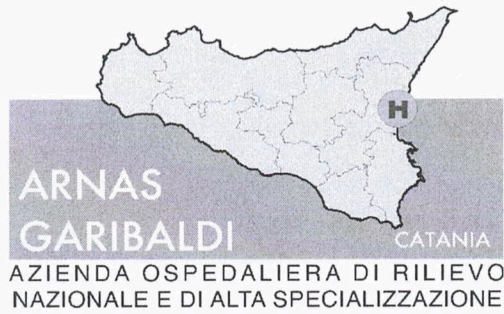 H
ARNAS
GARIBALDI
CATANIA
AZIENDA OSPEDALIERA DI RILIEVO
NAZIONALE E DI ALTA SPECIALIZZAZIONE